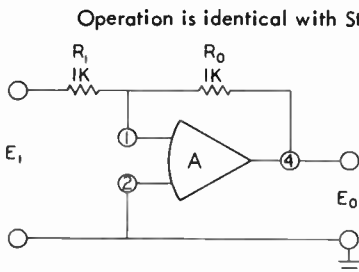 Operation is identical with St
R₁ R₀
1K 1K
1
A 4
2
E₁
E₀